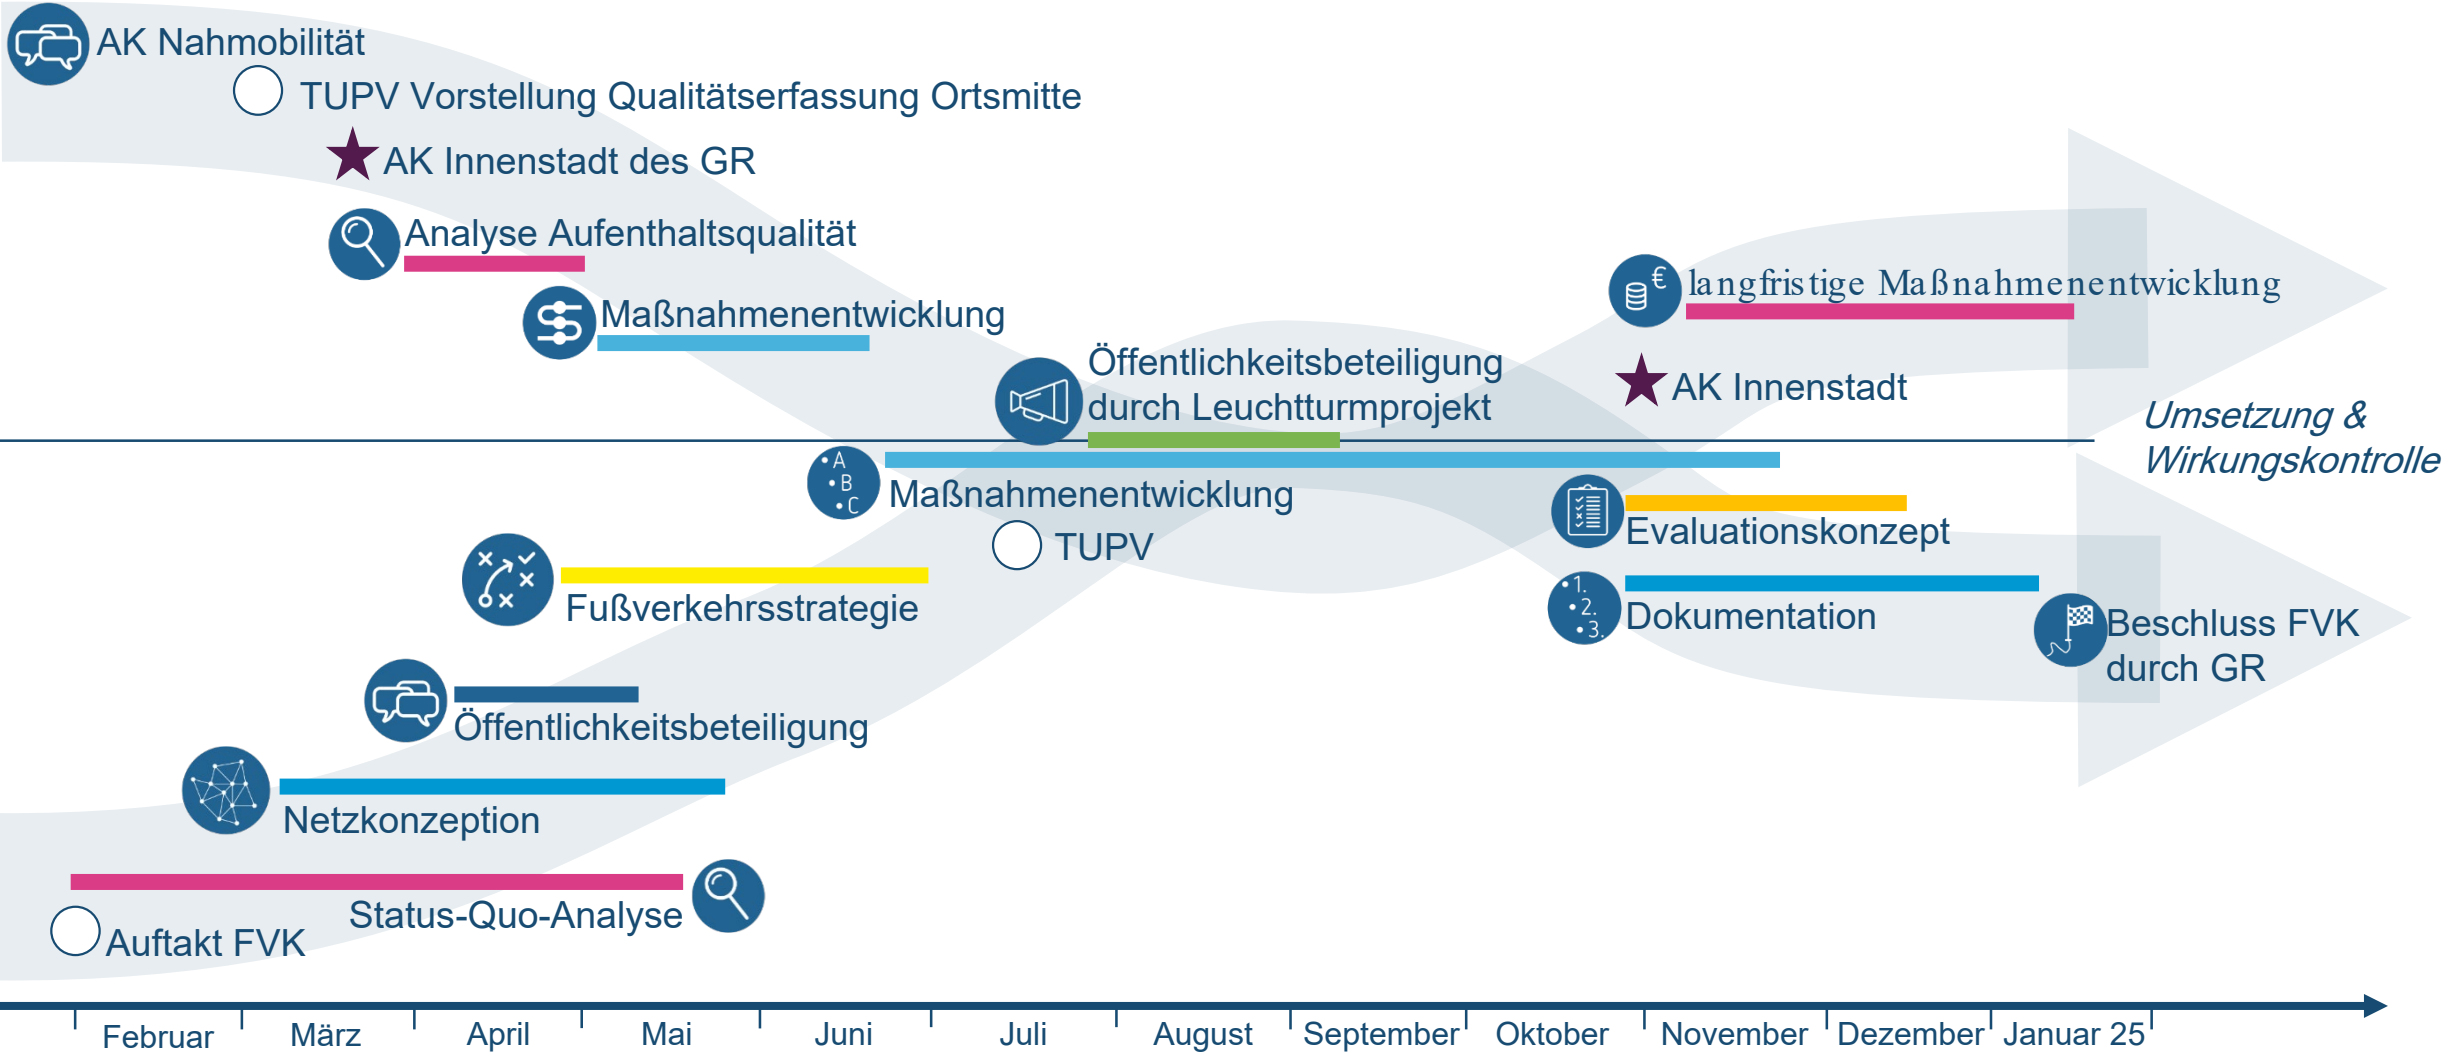 AK Nahmobilität
TUPV Vorstellung Qualitätserfassung Ortsmitte
AK Innenstadt des GR
Analyse Aufenthaltsqualität
Maßnahmenentwicklung
langfristige Maßnahmenentwicklung
€
Öffentlichkeitsbeteiligung
durch Leuchtturmprojekt
AK Innenstadt
Umsetzung &
Wirkungskontrolle
A
B
C
Maßnahmenentwicklung
TUPV
Evaluationskonzept
Fußverkehrsstrategie
1.
2.
3.
Dokumentation
Beschluss FVK
durch GR
Öffentlichkeitsbeteiligung
Netzkonzeption
Status-Quo-Analyse
Auftakt FVK
Februar März April Mai Juni Juli August September Oktober November Dezember Januar 25